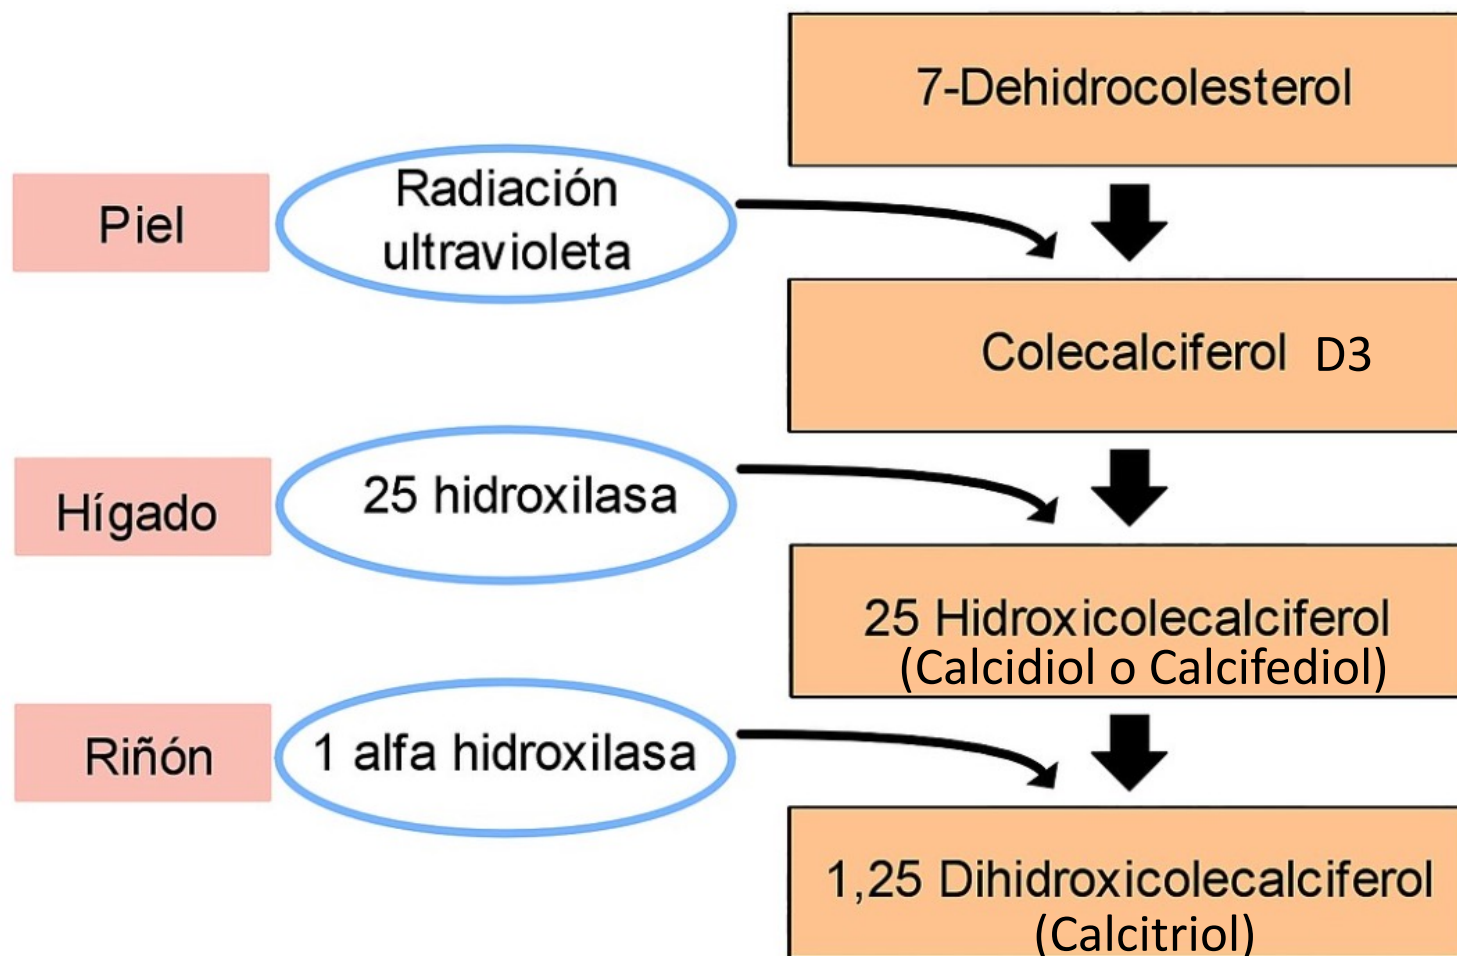 7-Dehidrocolesterol
Piel
Radiación
ultravioleta
Colecalciferol D3
Hígado
25 hidroxilasa
25 Hidroxicolecalciferol
(Calcidiol o Calcifediol)
Riñón
1 alfa hidroxilasa
1,25 Dihidroxicolecalciferol
(Calcitriol)